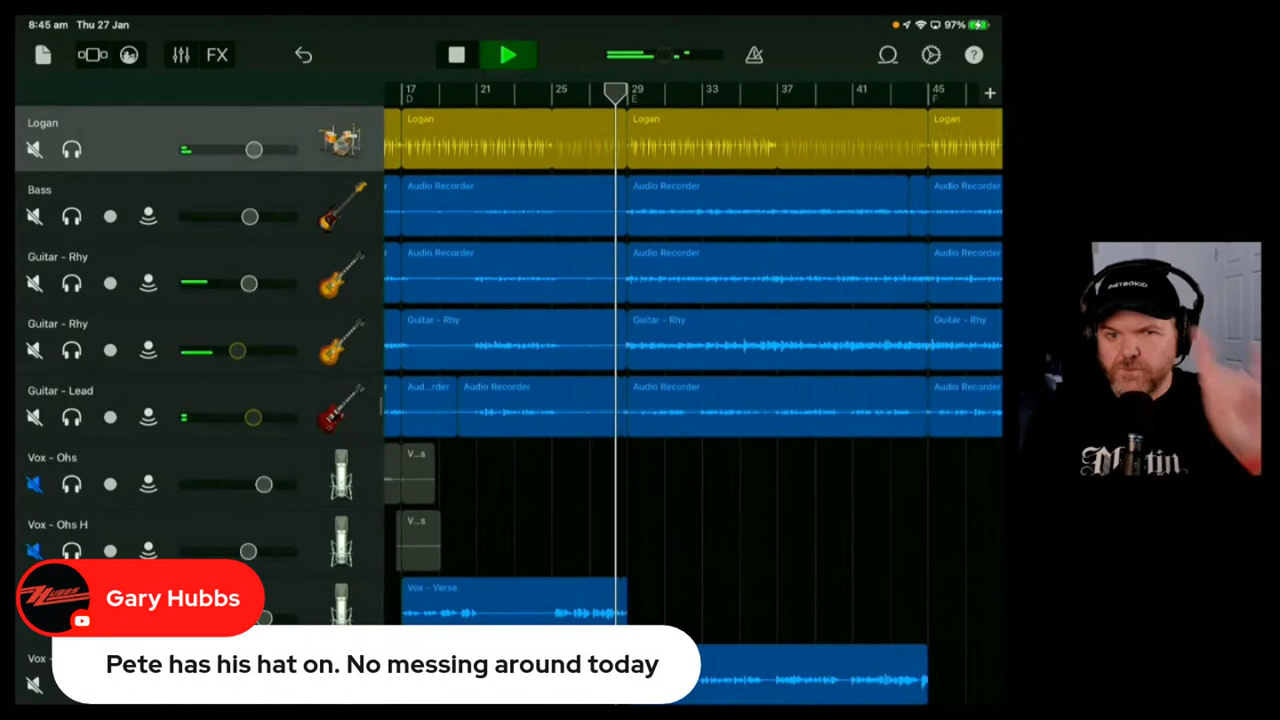 8:45 am Thu 27 Jan
97%
FX
?
17 21 25 29 33 37 41 45 +
D E F
Logan
Logan Logan Logan
Bass
r Audio Recorder Audio Recorder Audio Recorder
Guitar - Rhy
r Audio Recorder Audio Recorder Audio Recorder
Guitar - Rhy
Guitar - Rhy Guitar - Rhy Guitar - Rhy
Guitar - Lead
r Aud...rder Audio Recorder Audio Recorder Audio Recorder
Vox - Ohs
V...s
Vox - Ohs H
V...s
Vox - Verse
Gary Hubbs
Pete has his hat on. No messing around today
Vox -